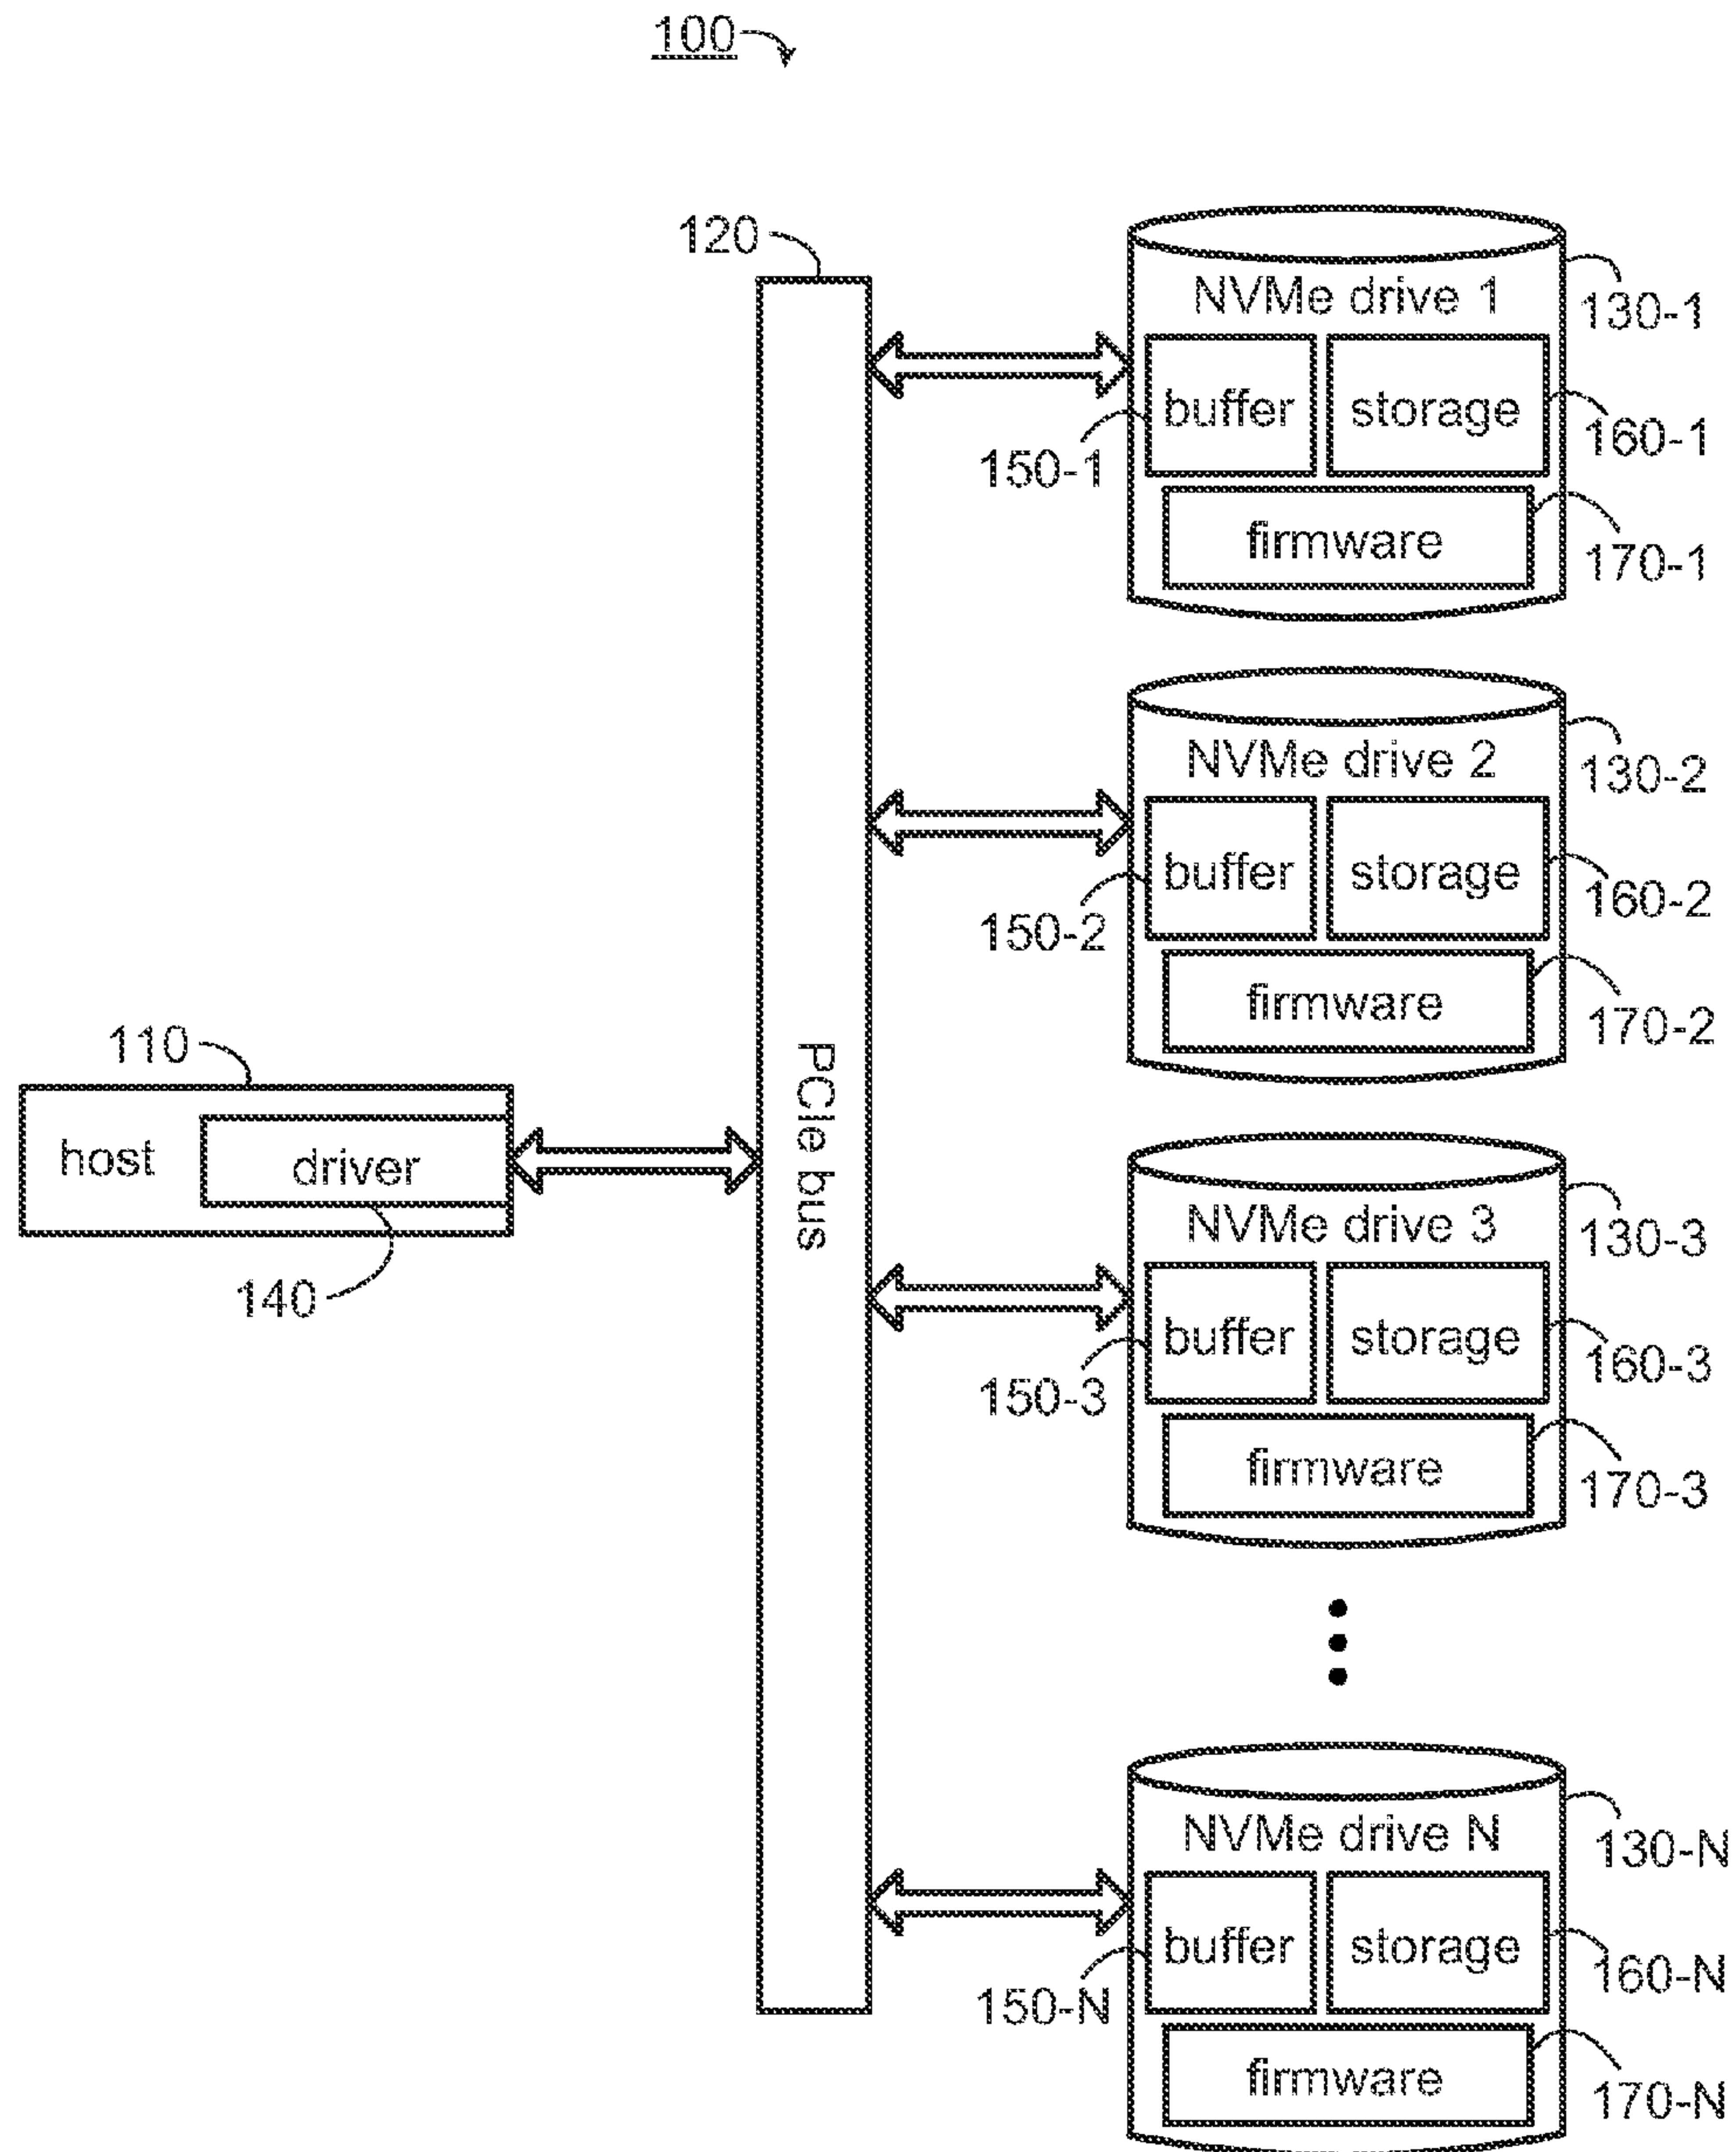 100
120
NVMe drive 1
130-1
buffer
storage
150-1
160-1
firmware
170-1
NVMe drive 2
130-2
buffer
storage
150-2
160-2
firmware
170-2
110
host
driver
140
PCIe bus
NVMe drive 3
130-3
buffer
storage
150-3
160-3
firmware
170-3
NVMe drive N
130-N
buffer
storage
150-N
160-N
firmware
170-N